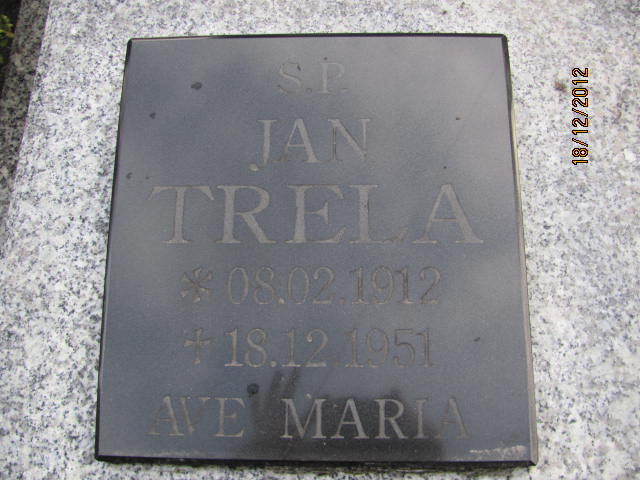 S.P.
JAN
TRELA
* 08.02.1912
+ 18.12.1951
AVE MARIA
18/12/2012